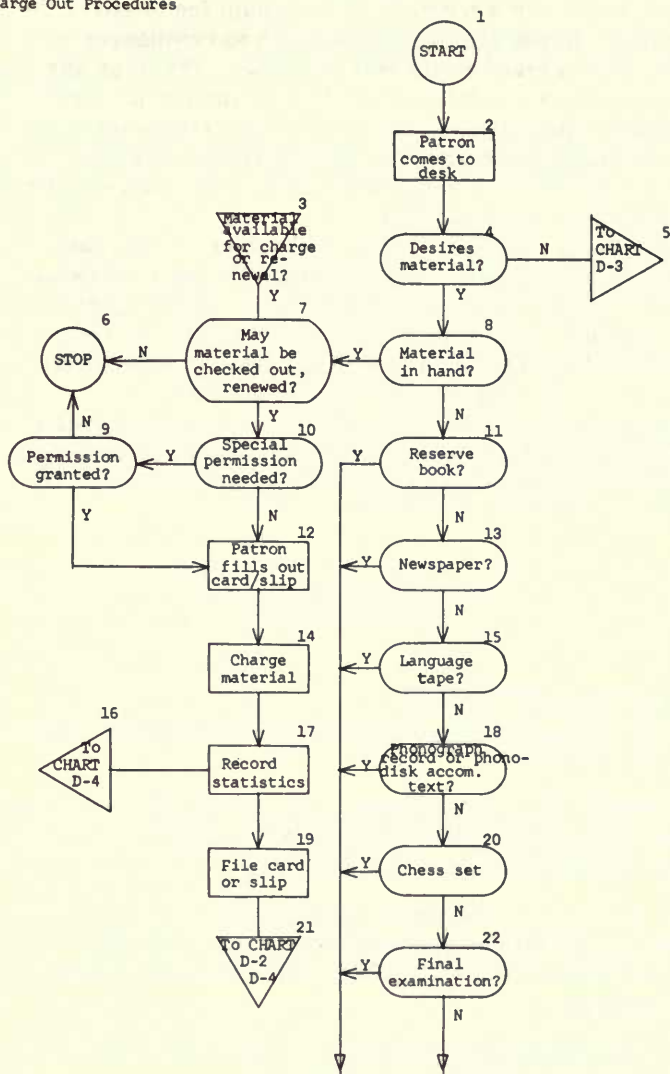 arge Out Procedures
1
START
2
Patron
comes to
desk
3
Material
available
for charge
or re-
newal?
Y
4
Desires
material?
N
Y
5
To
CHART
D-3
6
STOP
N
7
May
material be
checked out,
renewed?
Y
Y
8
Material
in hand?
N
N
9
Permission
granted?
Y
Y
10
Special
permission
needed?
N
11
Reserve
book?
Y
N
12
Patron
fills out
card/slip
13
Newspaper?
Y
N
14
Charge
material
15
Language
tape?
Y
N
16
To
CHART
D-4
17
Record
statistics
18
Phonograph
record or phono-
disk accom.
text?
Y
N
19
File card
or slip
20
Chess set
Y
N
21
To CHART
D-2
D-4
22
Final
examination?
Y
N